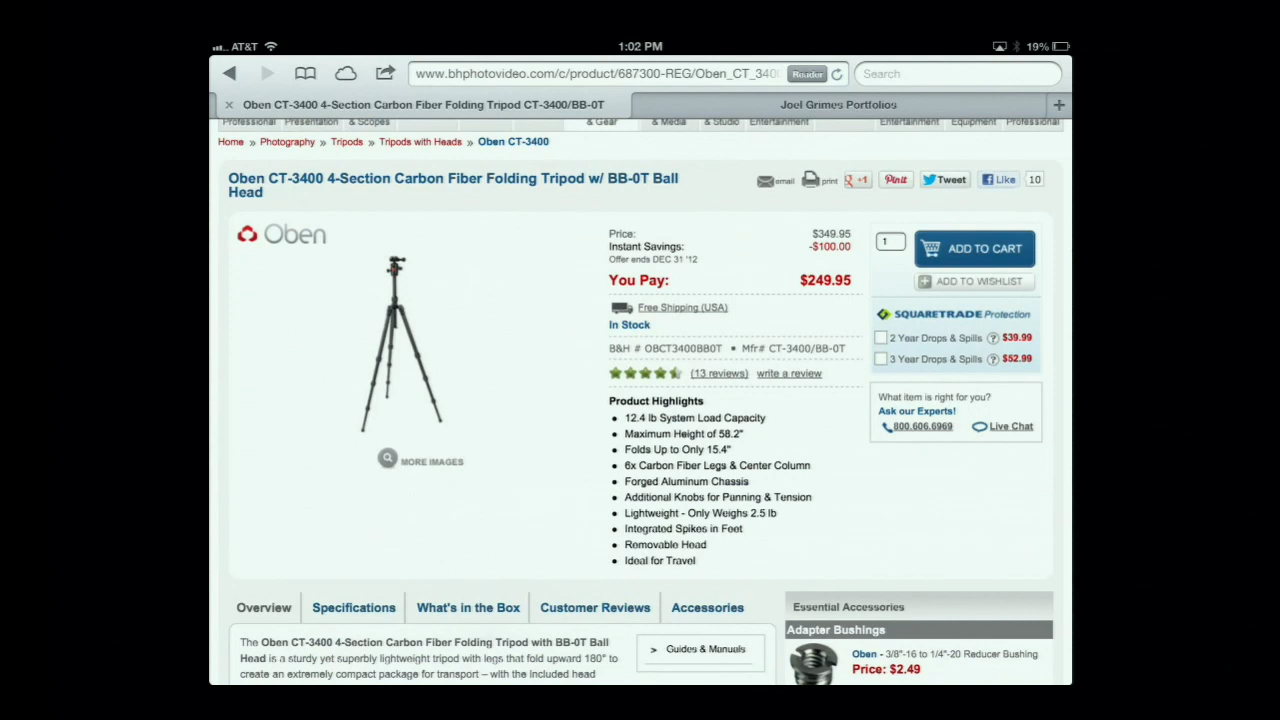 AT&T 1:02 PM 19%
www.bhphotovideo.com/c/product/687300-REG/Oben_CT_340 Reader Search
Oben CT-3400 4-Section Carbon Fiber Folding Tripod CT-3400/BB-0T Joel Grimes Portfolios
Professional Presentation & Scopes & Gear & Media & Studio Entertainment Entertainment Equipment Professional
Home » Photography » Tripods » Tripods with Heads » Oben CT-3400
Oben CT-3400 4-Section Carbon Fiber Folding Tripod w/ BB-0T Ball
Head
email print +1 Pinit Tweet Like 10
Oben
MORE IMAGES
Price: $349.95
Instant Savings: -$100.00
Offer ends DEC 31 '12
You Pay: $249.95
Free Shipping (USA)
In Stock
B&H # OBCT3400BB0T • Mfr# CT-3400/BB-0T
(13 reviews) write a review
Product Highlights
• 12.4 lb System Load Capacity
• Maximum Height of 58.2"
• Folds Up to Only 15.4"
• 6x Carbon Fiber Legs & Center Column
• Forged Aluminum Chassis
• Additional Knobs for Panning & Tension
• Lightweight - Only Weighs 2.5 lb
• Integrated Spikes in Feet
• Removable Head
• Ideal for Travel
1 ADD TO CART
ADD TO WISHLIST
SQUARETRADE Protection
2 Year Drops & Spills ? $39.99
3 Year Drops & Spills ? $52.99
What item is right for you?
Ask our Experts!
800.606.6969 Live Chat
Overview Specifications What's in the Box Customer Reviews Accessories
The Oben CT-3400 4-Section Carbon Fiber Folding Tripod with BB-0T Ball
Head is a sturdy yet superbly lightweight tripod with legs that fold upward 180° to
create an extremely compact package for transport – with the included head
> Guides & Manuals
Essential Accessories
Adapter Bushings
Oben - 3/8"-16 to 1/4"-20 Reducer Bushing
Price: $2.49